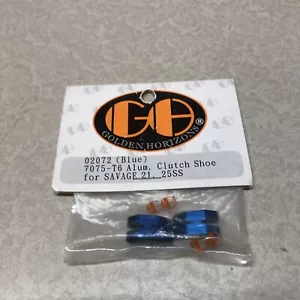 GH
GOLDEN HORIZONS
02072 (Blue)
7075-T6 Alum. Clutch Shoe
for SAVAGE 21. 25SS